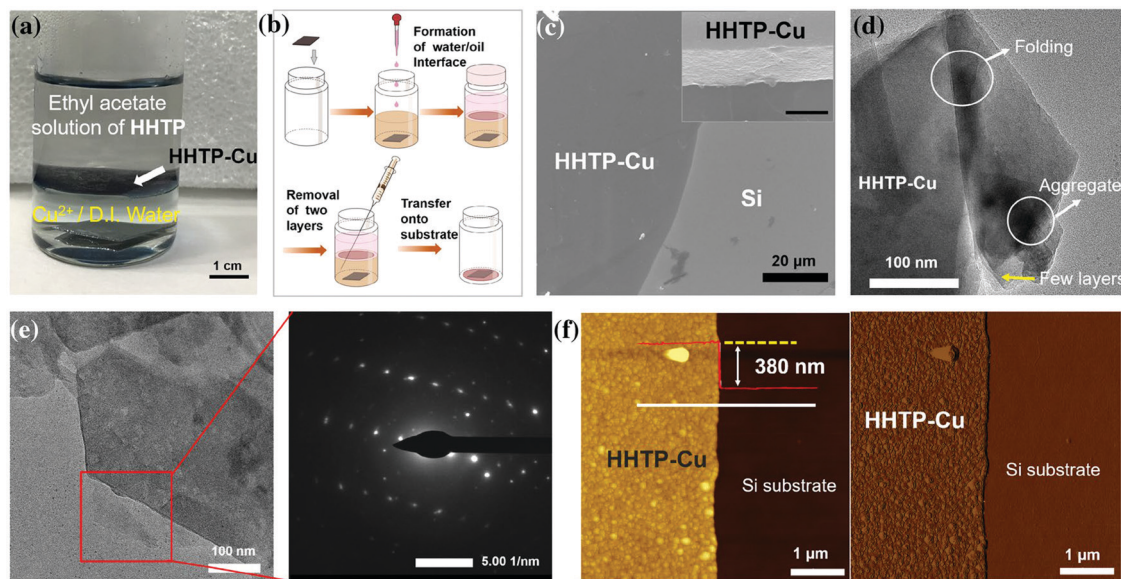 (a)
Ethyl acetate
solution of HHTP
HHTP-Cu
Cu²⁺ / D.I. Water
1 cm
(b)
Formation
of water/oil
Interface
Removal
of two
layers
Transfer
onto
substrate
(c)
HHTP-Cu
HHTP-Cu
Si
20 μm
(d)
Folding
HHTP-Cu
Aggregate
Few layers
100 nm
(e)
100 nm
5.00 1/nm
(f)
380 nm
HHTP-Cu
Si substrate
1 μm
HHTP-Cu
Si substrate
1 μm